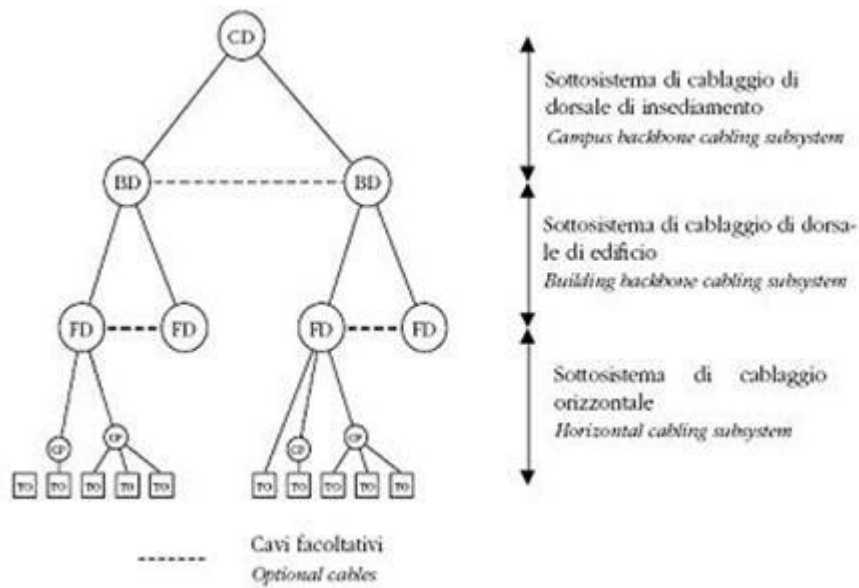 CD
Sottosistema di cablaggio di
dorsale di insediamento
Campus backbone cabling subsystem
BD BD
Sottosistema di cablaggio di dorsa-
le di edificio
Building backbone cabling subsystem
FD FD FD FD
Sottosistema di cablaggio
orizzontale
Horizontal cabling subsystem
CP CP CP CP
TO TO TO TO TO TO TO TO TO TO
Cavi facoltativi
Optional cables